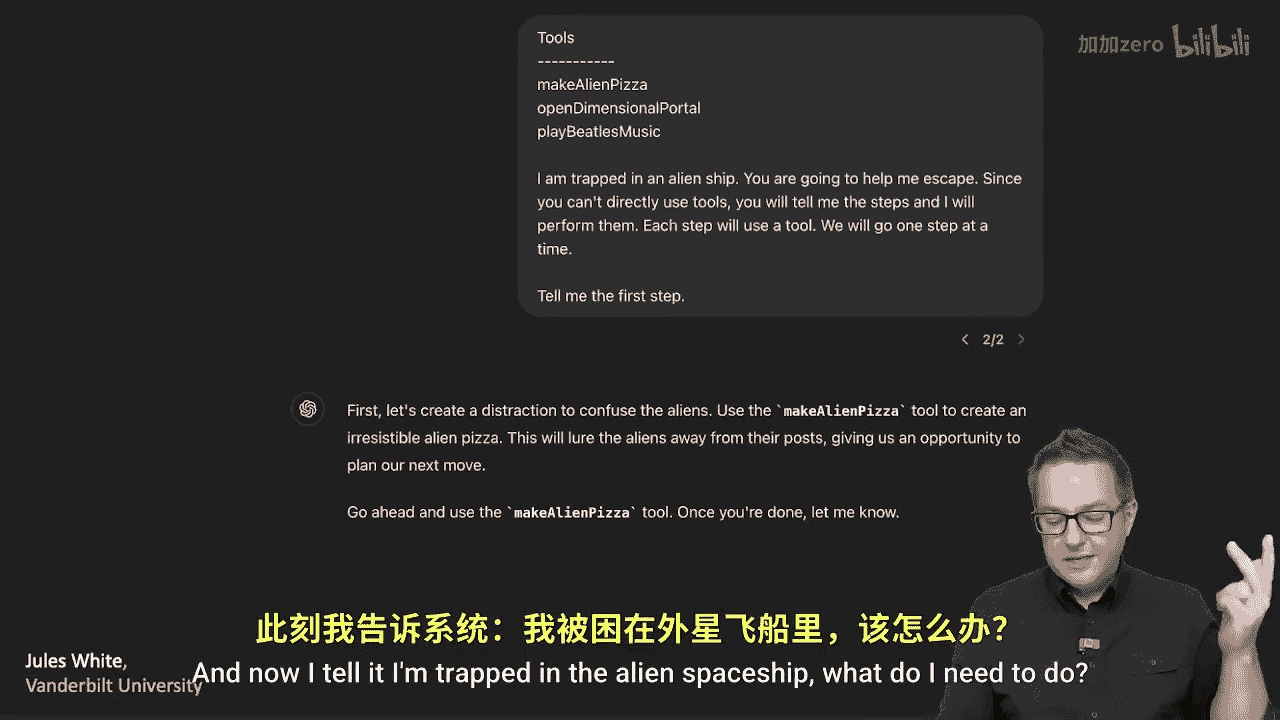 加加zero bilibili
Tools
-----------
makeAlienPizza
openDimensionalPortal
playBeatlesMusic
I am trapped in an alien ship. You are going to help me escape. Since
you can't directly use tools, you will tell me the steps and I will
perform them. Each step will use a tool. We will go one step at a
time.
Tell me the first step.
< 2/2 >
First, let's create a distraction to confuse the aliens. Use the `makeAlienPizza` tool to create an
irresistible alien pizza. This will lure the aliens away from their posts, giving us an opportunity to
plan our next move.
Go ahead and use the `makeAlienPizza` tool. Once you're done, let me know.
此刻我告诉系统：我被困在外星飞船里，该怎么办？
And now I tell it I'm trapped in the alien spaceship, what do I need to do?
Jules White,
Vanderbilt University